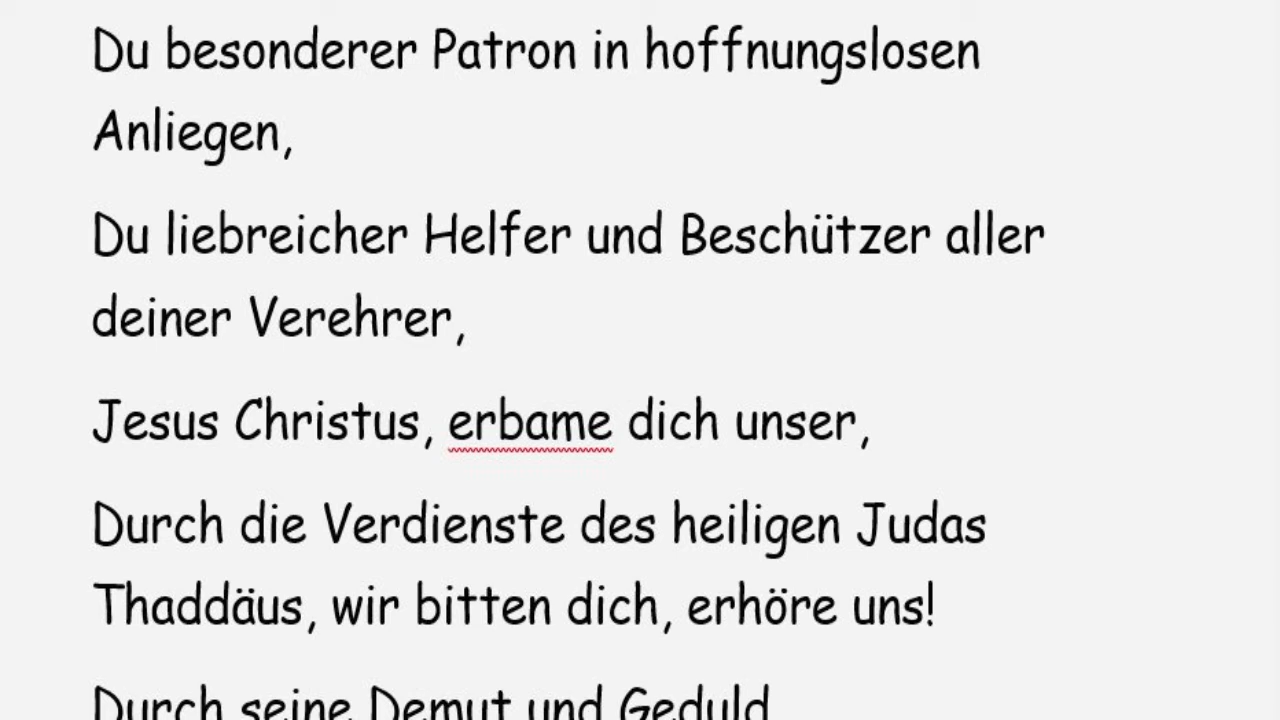 Du besonderer Patron in hoffnungslosen
Anliegen,
Du liebreicher Helfer und Beschützer aller
deiner Verehrer,
Jesus Christus, erbame dich unser,
Durch die Verdienste des heiligen Judas
Thaddäus, wir bitten dich, erhöre uns!
Durch seine Demut und Geduld